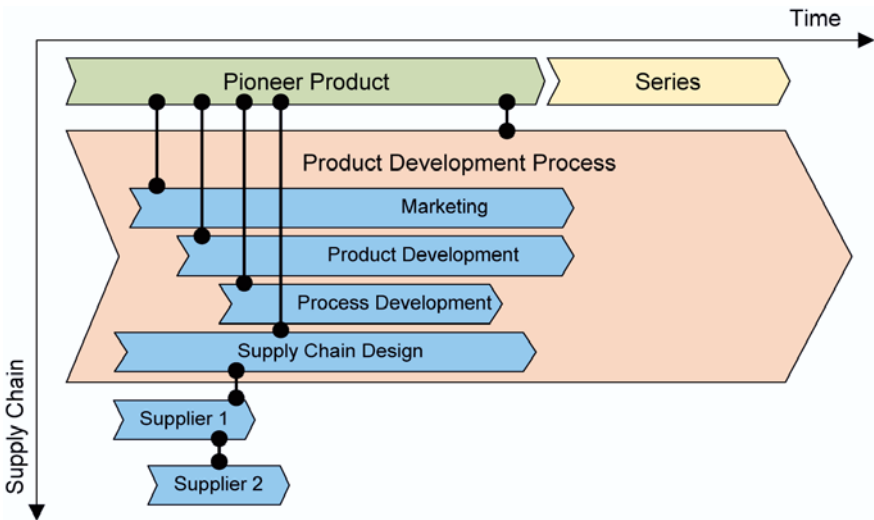 Time
Pioneer Product
Series
Product Development Process
Marketing
Product Development
Process Development
Supply Chain Design
Supplier 1
Supplier 2
Supply Chain